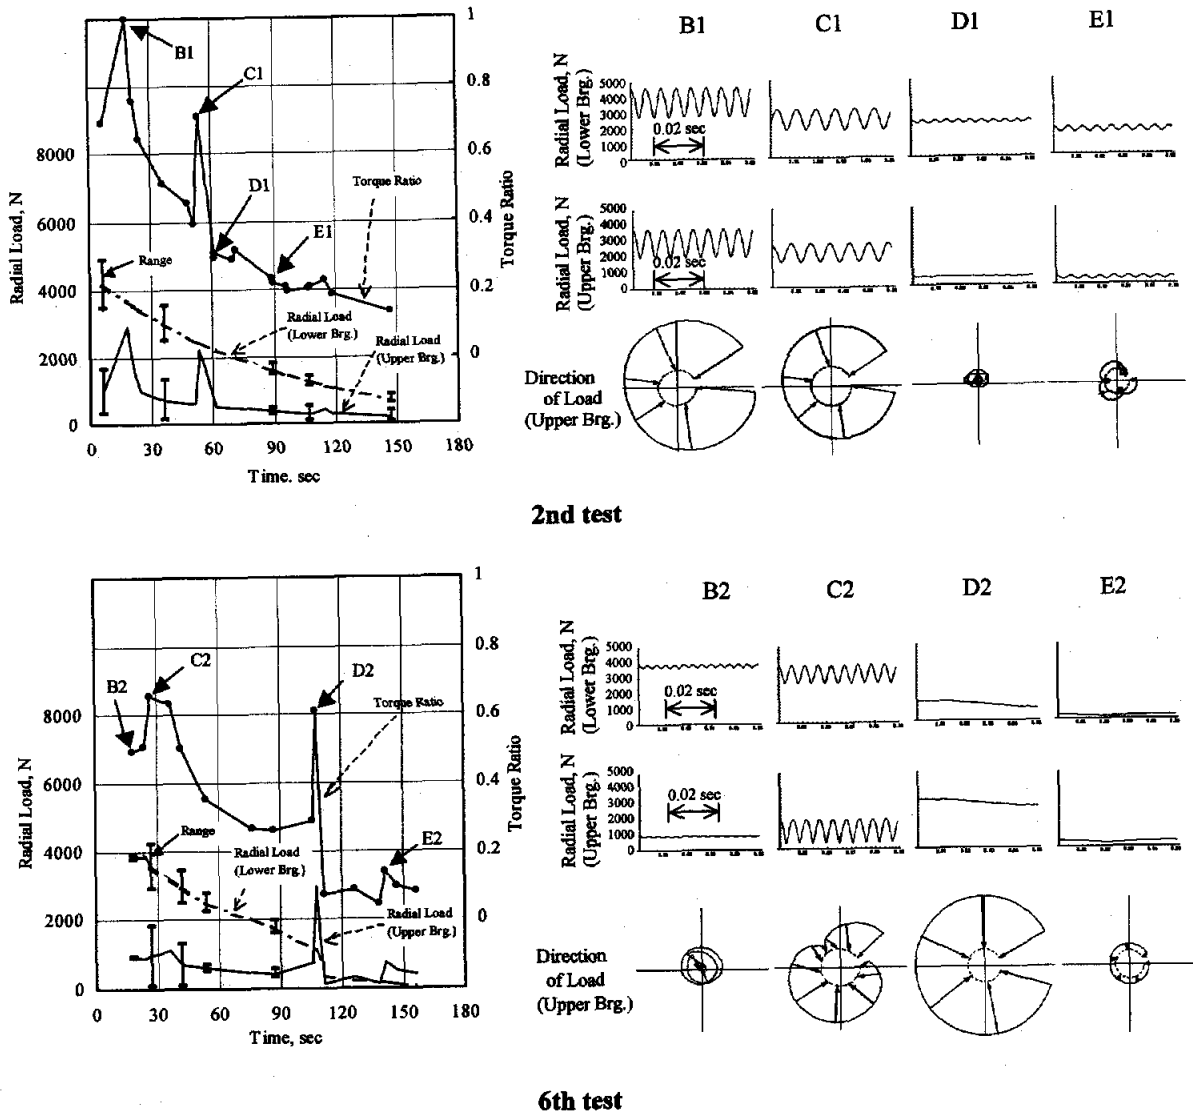 1
0.8
0.6
0.4
0.2
0
8000
6000
4000
2000
0
0 30 60 90 120 150 180
Radial Load, N
Torque Ratio
Time. sec
B1
C1
D1
E1
Torque Ratio
Range
Radial Load
(Lower Brg.)
Radial Load
(Upper Brg.)
B1 C1 D1 E1
Radial Load, N
(Lower Brg.)
5000
4000
3000
2000
1000
0
0.02 sec
Radial Load, N
(Upper Brg.)
5000
4000
3000
2000
1000
0
0.02 sec
Direction
of Load
(Upper Brg.)
2nd test
1
0.8
0.6
0.4
0.2
0
8000
6000
4000
2000
0
0 30 60 90 120 150 180
Radial Load, N
Torque Ratio
Time, sec
B2
C2
D2
E2
Torque Ratio
Range
Radial Load
(Lower Brg.)
Radial Load
(Upper Brg.)
B2 C2 D2 E2
Radial Load, N
(Lower Brg.)
5000
4000
3000
2000
1000
0
0.02 sec
Radial Load, N
(Upper Brg.)
5000
4000
3000
2000
1000
0
0.02 sec
Direction
of Load
(Upper Brg.)
6th test